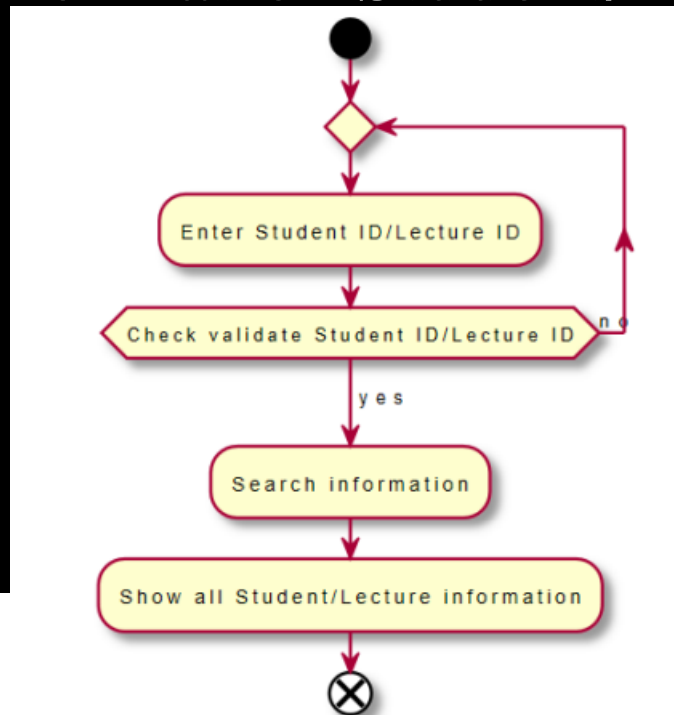 Enter Student ID/Lecture ID
Check validate Student ID/Lecture ID
no
yes
Search information
Show all Student/Lecture information